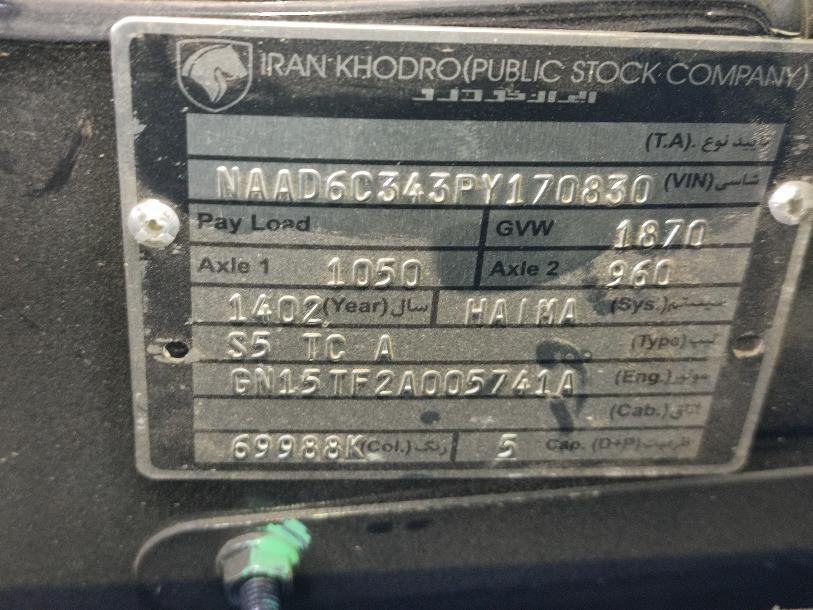 IRAN KHODRO(PUBLIC STOCK COMPANY)
ایران خودرو
تایید نوع .(T.A)
NAAD6C343PY170830 (VIN) شاسی
Pay Load GVW 1870
Axle 1 1050 Axle 2 960
1402 (Year) سال HAIMA (Sys.) سیستم
S5 TC A (Type) تیپ
GN15TF2A005741A (Eng.) موتور
(Cab.) اتاق
69988K (Col.) رنگ 5 Cap. (D+P) ظرفیت